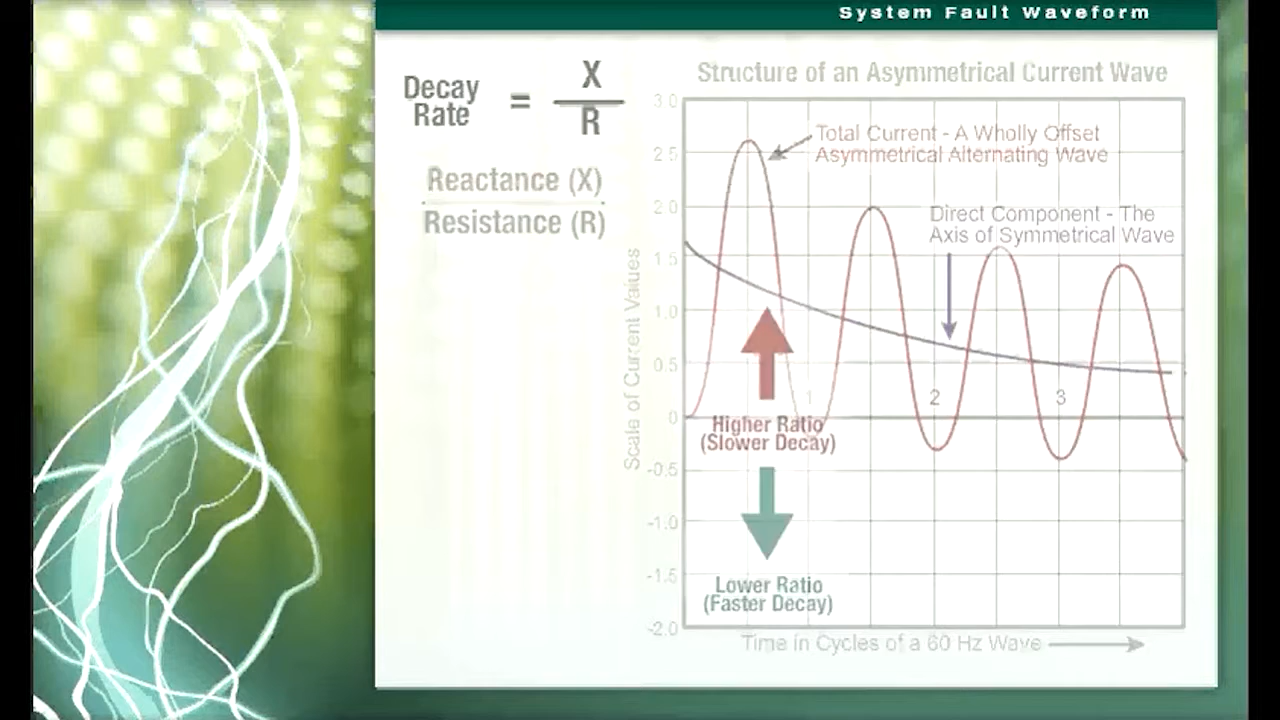 System Fault Waveform
Decay
Rate
=
X
R
Reactance (X)
Resistance (R)
Structure of an Asymmetrical Current Wave
3.0
Total Current - A Wholly Offset
Asymmetrical Alternating Wave
2.5
2.0
Direct Component - The
Axis of Symmetrical Wave
1.5
1.0
Scale of Current Values
0.5
1
2
3
0
Higher Ratio
(Slower Decay)
-0.5
-1.0
-1.5
Lower Ratio
(Faster Decay)
-2.0
Time in Cycles of a 60 Hz Wave